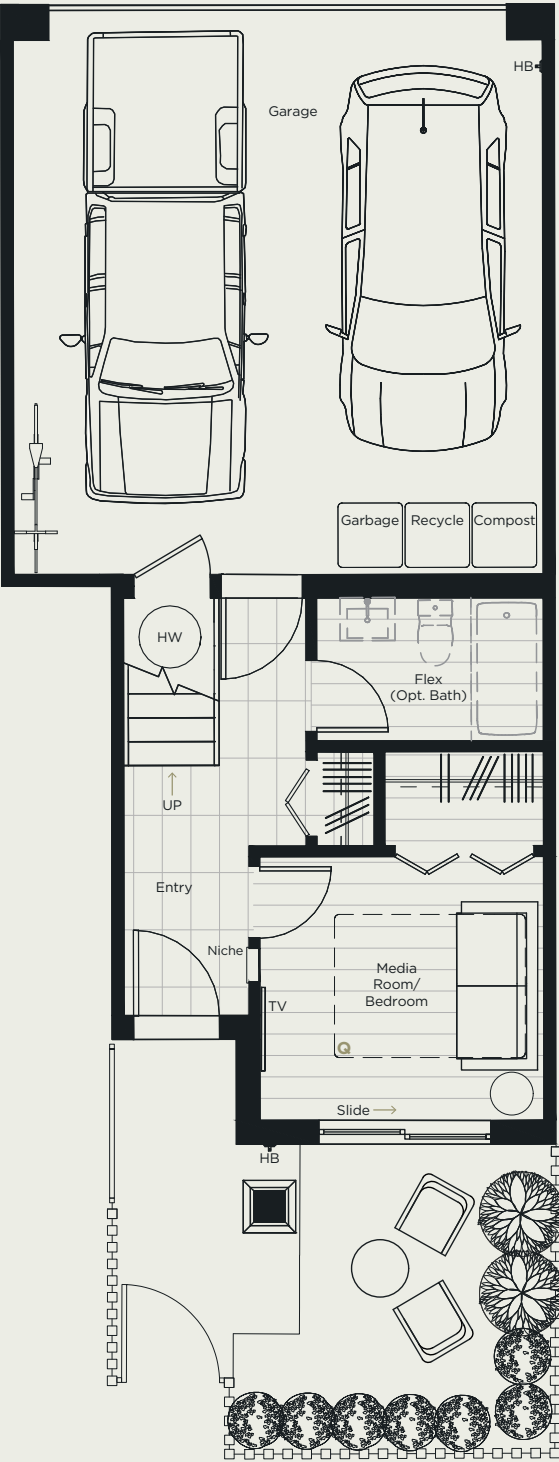 HB
Garage
Garbage
Recycle
Compost
HW
Flex
(Opt. Bath)
UP
Entry
Niche
Media
Room/
Bedroom
TV
Q
Slide
HB